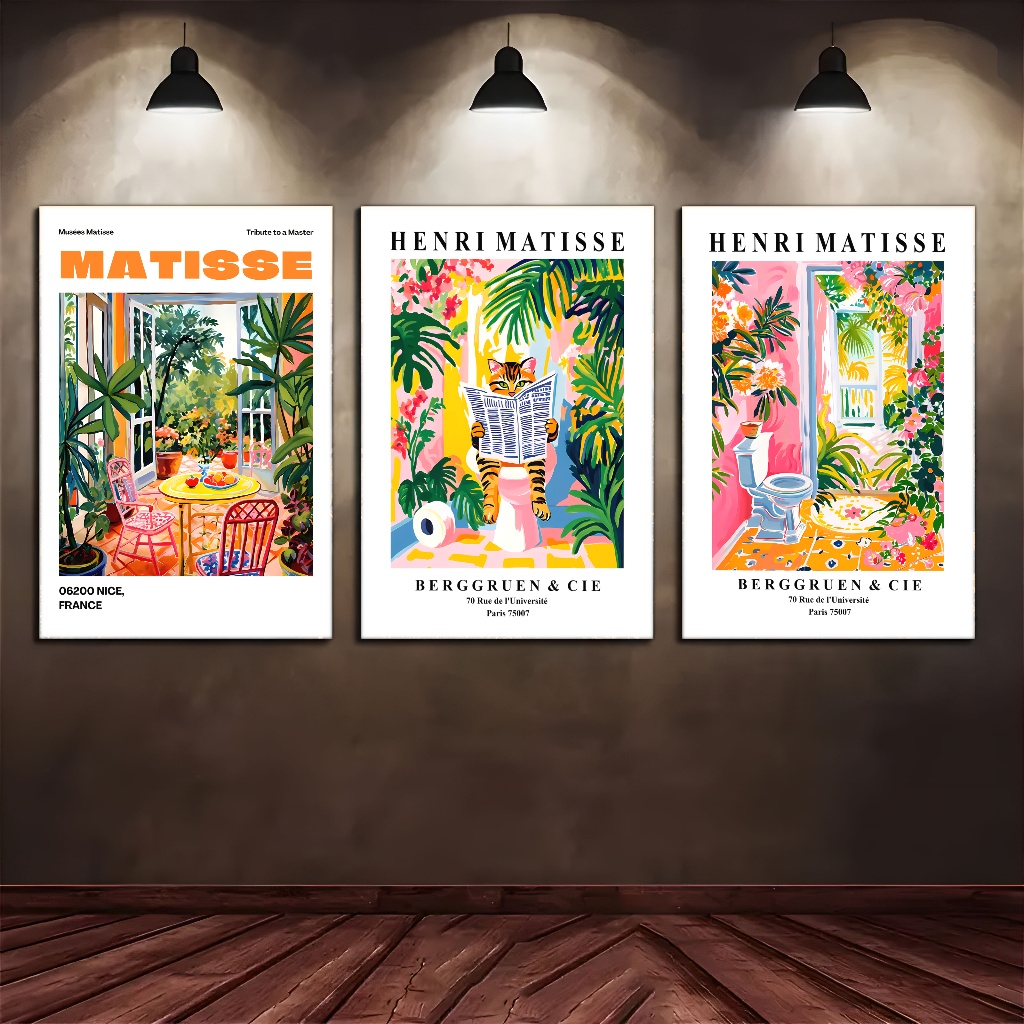 Musées Matisse
Tribute to a Master
MATISSE
06200 NICE,
FRANCE
HENRI MATISSE
BERGGRUEN & CIE
70 Rue de l'Université
Paris 75007
HENRI MATISSE
BERGGRUEN & CIE
70 Rue de l'Université
Paris 75007